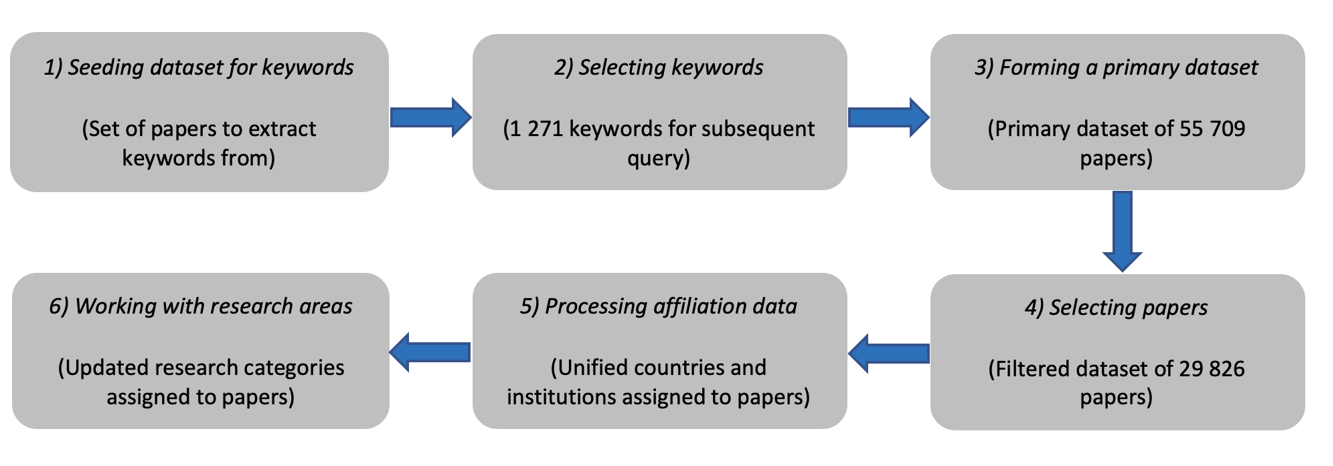 1) Seeding dataset for keywords
(Set of papers to extract
keywords from)
2) Selecting keywords
(1 271 keywords for subsequent
query)
3) Forming a primary dataset
(Primary dataset of 55 709
papers)
4) Selecting papers
(Filtered dataset of 29 826
papers)
5) Processing affiliation data
(Unified countries and
institutions assigned to papers)
6) Working with research areas
(Updated research categories
assigned to papers)